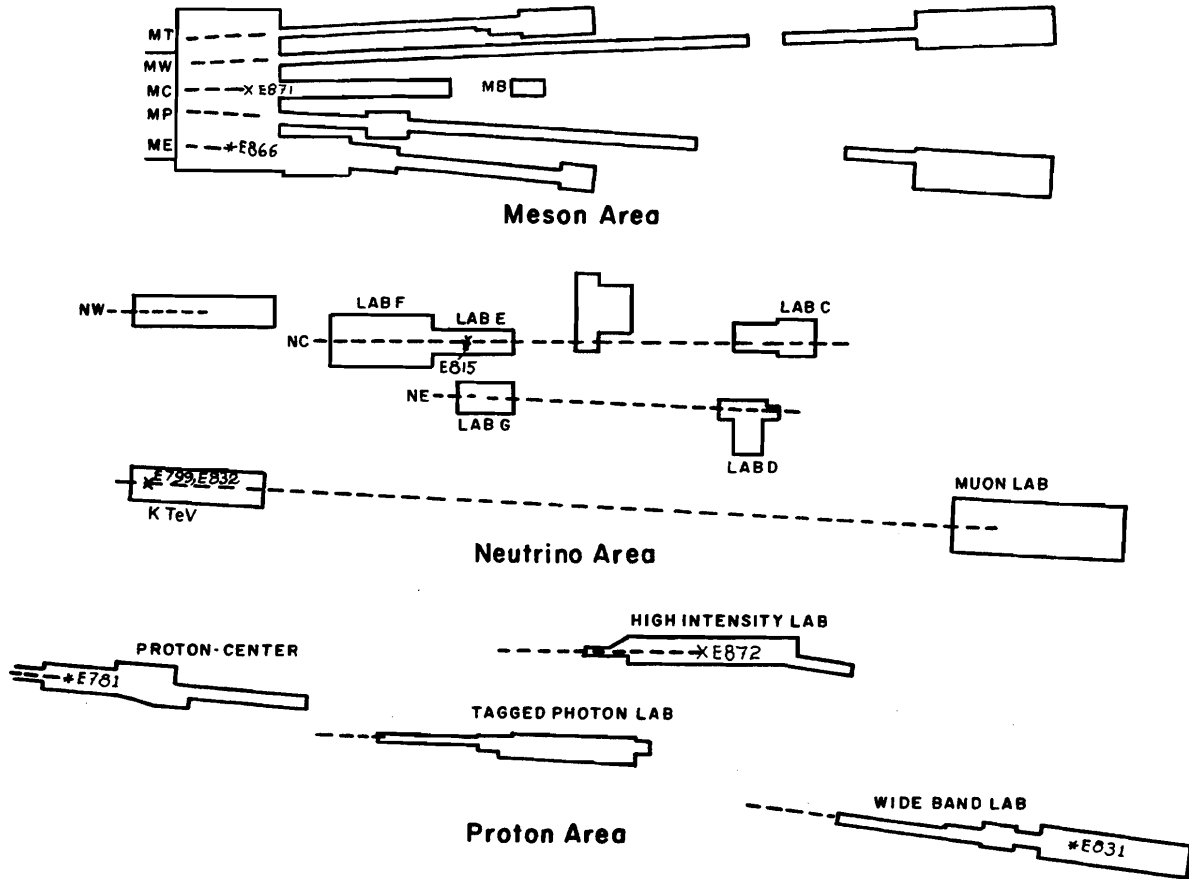 MT
MW
MC
E871
MB
MP
ME
*E866
Meson Area
NW
LAB F
LAB E
LAB C
NC
E815
NE
LAB G
LAB D
E799,E832
K TeV
MUON LAB
Neutrino Area
HIGH INTENSITY LAB
E872
PROTON-CENTER
*E781
TAGGED PHOTON LAB
WIDE BAND LAB
*E831
Proton Area